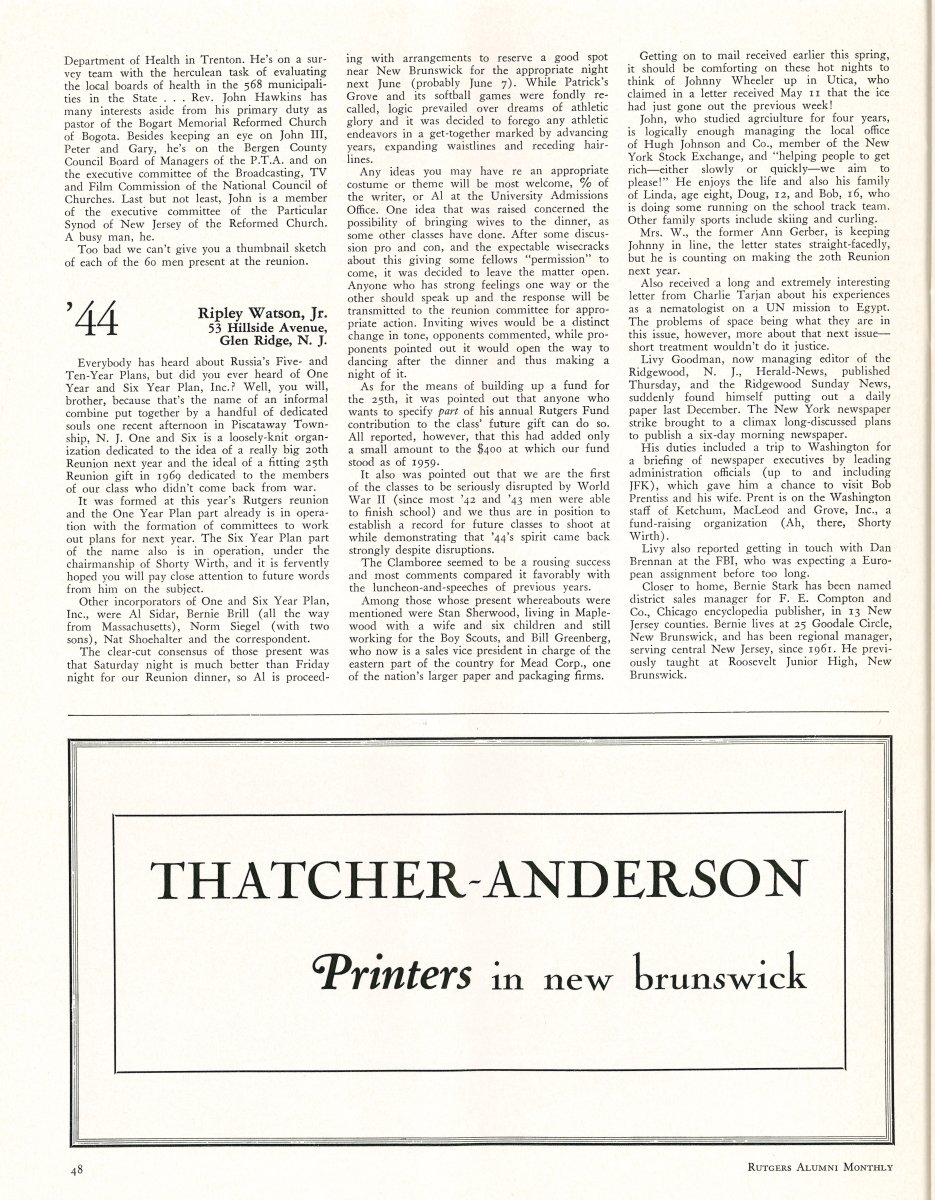 Department of Health in Trenton. He's on a sur-
vey team with the herculean task of evaluating
the local boards of health in the 568 municipali-
ties in the State . . . Rev. John Hawkins has
many interests aside from his primary duty as
pastor of the Bogart Memorial Reformed Church
of Bogota. Besides keeping an eye on John III,
Peter and Gary, he's on the Bergen County
Council Board of Managers of the P.T.A. and on
the executive committee of the Broadcasting, TV
and Film Commission of the National Council of
Churches. Last but not least, John is a member
of the executive committee of the Particular
Synod of New Jersey of the Reformed Church.
A busy man, he.
Too bad we can't give you a thumbnail sketch
of each of the 60 men present at the reunion.
'44
Ripley Watson, Jr.
53 Hillside Avenue,
Glen Ridge, N. J.
Everybody has heard about Russia's Five- and
Ten-Year Plans, but did you ever heard of One
Year and Six Year Plan, Inc.? Well, you will,
brother, because that's the name of an informal
combine put together by a handful of dedicated
souls one recent afternoon in Piscataway Town-
ship, N. J. One and Six is a loosely-knit organ-
ization dedicated to the idea of a really big 20th
Reunion next year and the ideal of a fitting 25th
Reunion gift in 1969 dedicated to the members
of our class who didn't come back from war.
It was formed at this year's Rutgers reunion
and the One Year Plan part already is in opera-
tion with the formation of committees to work
out plans for next year. The Six Year Plan part
of the name also is in operation, under the
chairmanship of Shorty Wirth, and it is fervently
hoped you will pay close attention to future words
from him on the subject.
Other incorporators of One and Six Year Plan,
Inc., were Al Sidar, Bernie Brill (all the way
from Massachusetts), Norm Siegel (with two
sons), Nat Shoehalter and the correspondent.
The clear-cut consensus of those present was
that Saturday night is much better than Friday
night for our Reunion dinner, so Al is proceed-
ing with arrangements to reserve a good spot
near New Brunswick for the appropriate night
next June (probably June 7). While Patrick's
Grove and its softball games were fondly re-
called, logic prevailed over dreams of athletic
glory and it was decided to forego any athletic
endeavors in a get-together marked by advancing
years, expanding waistlines and receding hair-
lines.
Any ideas you may have re an appropriate
costume or theme will be most welcome, % of
the writer, or Al at the University Admissions
Office. One idea that was raised concerned the
possibility of bringing wives to the dinner, as
some other classes have done. After some discus-
sion pro and con, and the expectable wisecracks
about this giving some fellows "permission" to
come, it was decided to leave the matter open.
Anyone who has strong feelings one way or the
other should speak up and the response will be
transmitted to the reunion committee for appro-
priate action. Inviting wives would be a distinct
change in tone, opponents commented, while pro-
ponents pointed out it would open the way to
dancing after the dinner and thus making a
night of it.
As for the means of building up a fund for
the 25th, it was pointed out that anyone who
wants to specify part of his annual Rutgers Fund
contribution to the class' future gift can do so.
All reported, however, that this had added only
a small amount to the $400 at which our fund
stood as of 1959.
It also was pointed out that we are the first
of the classes to be seriously disrupted by World
War II (since most '42 and '43 men were able
to finish school) and we thus are in position to
establish a record for future classes to shoot at
while demonstrating that '44's spirit came back
strongly despite disruptions.
The Clamboree seemed to be a rousing success
and most comments compared it favorably with
the luncheon-and-speeches of previous years.
Among those whose present whereabouts were
mentioned were Stan Sherwood, living in Maple-
wood with a wife and six children and still
working for the Boy Scouts, and Bill Greenberg,
who now is a sales vice president in charge of the
eastern part of the country for Mead Corp., one
of the nation's larger paper and packaging firms.
Getting on to mail received earlier this spring,
it should be comforting on these hot nights to
think of Johnny Wheeler up in Utica, who
claimed in a letter received May 11 that the ice
had just gone out the previous week!
John, who studied agrciulture for four years,
is logically enough managing the local office
of Hugh Johnson and Co., member of the New
York Stock Exchange, and "helping people to get
rich—either slowly or quickly—we aim to
please!" He enjoys the life and also his family
of Linda, age eight, Doug, 12, and Bob, 16, who
is doing some running on the school track team.
Other family sports include skiing and curling.
Mrs. W., the former Ann Gerber, is keeping
Johnny in line, the letter states straight-facedly,
but he is counting on making the 20th Reunion
next year.
Also received a long and extremely interesting
letter from Charlie Tarjan about his experiences
as a nematologist on a UN mission to Egypt.
The problems of space being what they are in
this issue, however, more about that next issue—
short treatment wouldn't do it justice.
Livy Goodman, now managing editor of the
Ridgewood, N. J., Herald-News, published
Thursday, and the Ridgewood Sunday News,
suddenly found himself putting out a daily
paper last December. The New York newspaper
strike brought to a climax long-discussed plans
to publish a six-day morning newspaper.
His duties included a trip to Washington for
a briefing of newspaper executives by leading
administration officials (up to and including
JFK), which gave him a chance to visit Bob
Prentiss and his wife. Prent is on the Washington
staff of Ketchum, MacLeod and Grove, Inc., a
fund-raising organization (Ah, there, Shorty
Wirth).
Livy also reported getting in touch with Dan
Brennan at the FBI, who was expecting a Euro-
pean assignment before too long.
Closer to home, Bernie Stark has been named
district sales manager for F. E. Compton and
Co., Chicago encyclopedia publisher, in 13 New
Jersey counties. Bernie lives at 25 Goodale Circle,
New Brunswick, and has been regional manager,
serving central New Jersey, since 1961. He previ-
ously taught at Roosevelt Junior High, New
Brunswick.
THATCHER-ANDERSON
Printers in new brunswick
48
RUTGERS ALUMNI MONTHLY